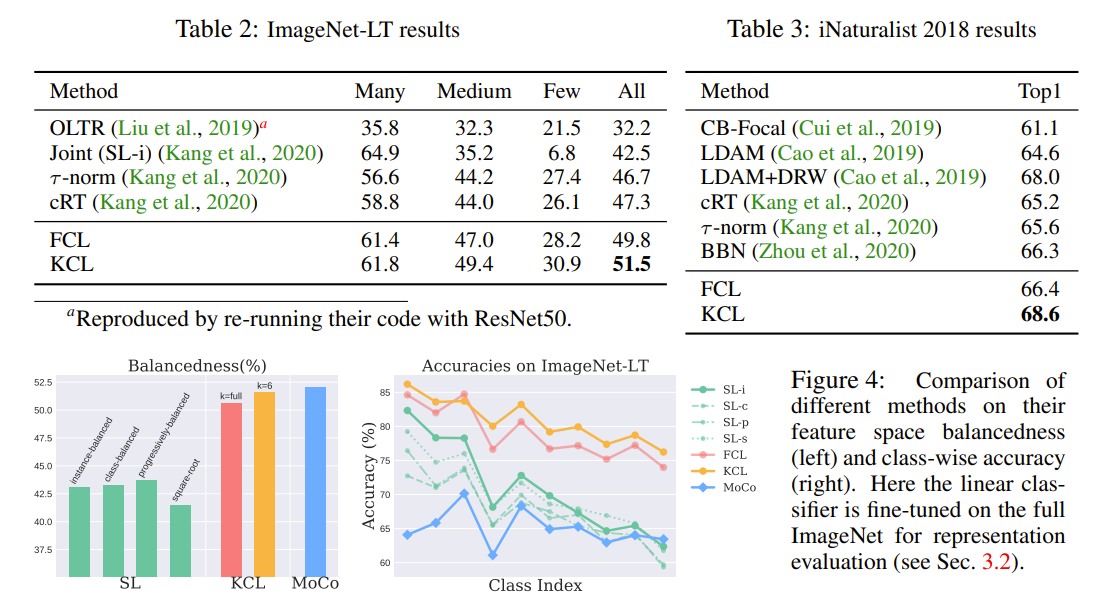 Table 2: ImageNet-LT results
Method Many Medium Few All
OLTR (Liu et al., 2019)a 35.8 32.3 21.5 32.2
Joint (SL-i) (Kang et al., 2020) 64.9 35.2 6.8 42.5
τ-norm (Kang et al., 2020) 56.6 44.2 27.4 46.7
cRT (Kang et al., 2020) 58.8 44.0 26.1 47.3
FCL 61.4 47.0 28.2 49.8
KCL 61.8 49.4 30.9 51.5
aReproduced by re-running their code with ResNet50.
Table 3: iNaturalist 2018 results
Method Top1
CB-Focal (Cui et al., 2019) 61.1
LDAM (Cao et al., 2019) 64.6
LDAM+DRW (Cao et al., 2019) 68.0
cRT (Kang et al., 2020) 65.2
τ-norm (Kang et al., 2020) 65.6
BBN (Zhou et al., 2020) 66.3
FCL 66.4
KCL 68.6
Balancedness(%)
52.5
50.0
47.5
45.0
42.5
40.0
37.5
instance-balanced
class-balanced
progressively-balanced
square-root
k=full
k=6
SL KCL MoCo
Accuracies on ImageNet-LT
Accuracy (%)
85
80
75
70
65
60
Class Index
SL-i
SL-c
SL-p
SL-s
FCL
KCL
MoCo
Figure 4: Comparison of
different methods on their
feature space balancedness
(left) and class-wise accuracy
(right). Here the linear clas-
sifier is fine-tuned on the full
ImageNet for representation
evaluation (see Sec. 3.2).